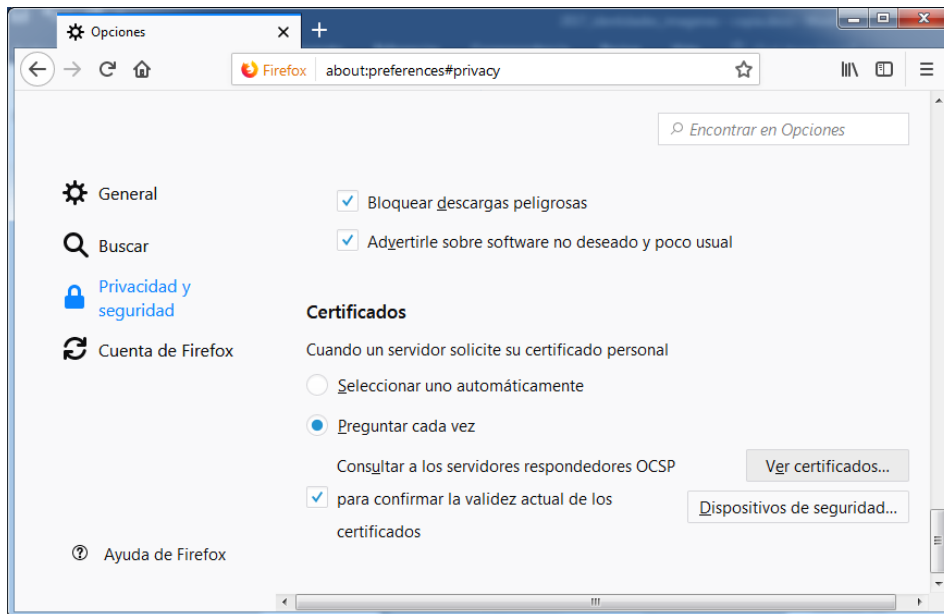 Opciones
Firefox about:preferences#privacy
Encontrar en Opciones
General
Bloquear descargas peligrosas
Buscar
Advertirle sobre software no deseado y poco usual
Privacidad y
seguridad
Certificados
Cuenta de Firefox
Cuando un servidor solicite su certificado personal
Seleccionar uno automáticamente
Preguntar cada vez
Consultar a los servidores respondedores OCSP
para confirmar la validez actual de los
certificados
Ver certificados...
Dispositivos de seguridad...
Ayuda de Firefox